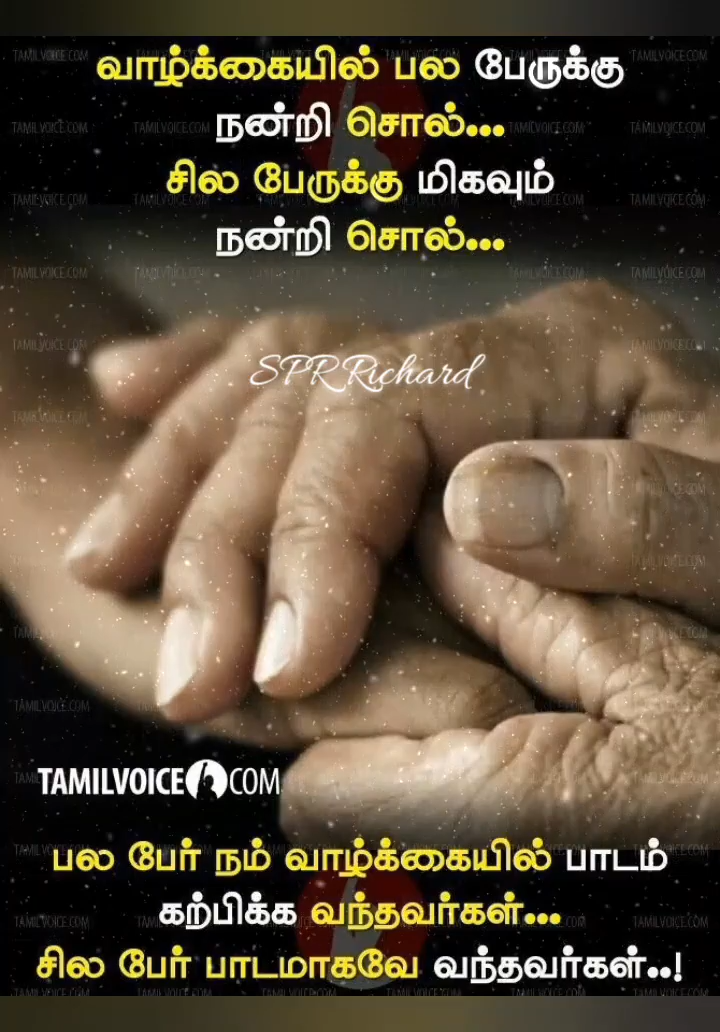 வாழ்க்கையில் பல பேருக்கு
நன்றி சொல்...
சில பேருக்கு மிகவும்
நன்றி சொல்...
SPR Richard
TAMILVOICE COM
பல பேர் நம் வாழ்க்கையில் பாடம்
கற்பிக்க வந்தவர்கள்...
சில பேர் பாடமாகவே வந்தவர்கள்..!